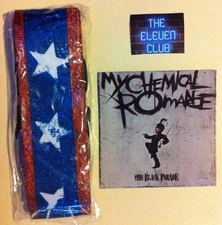 THE
ELEVEN
CLUB
MY CHEMICAL
ROMANCE
THE BLACK PARADE